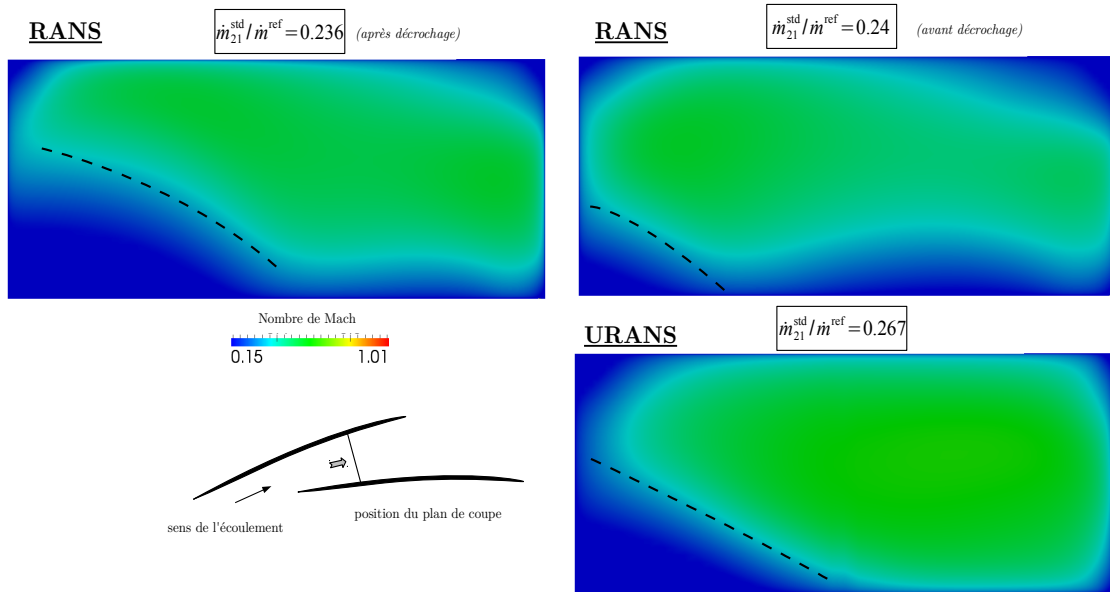 RANS
ṁ₂₁ˢᵗᵈ/ṁʳᵉᶠ=0.236
(après décrochage)
RANS
ṁ₂₁ˢᵗᵈ/ṁʳᵉᶠ=0.24
(avant décrochage)
Nombre de Mach
0.15
1.01
URANS
ṁ₂₁ˢᵗᵈ/ṁʳᵉᶠ=0.267
sens de l'écoulement
position du plan de coupe